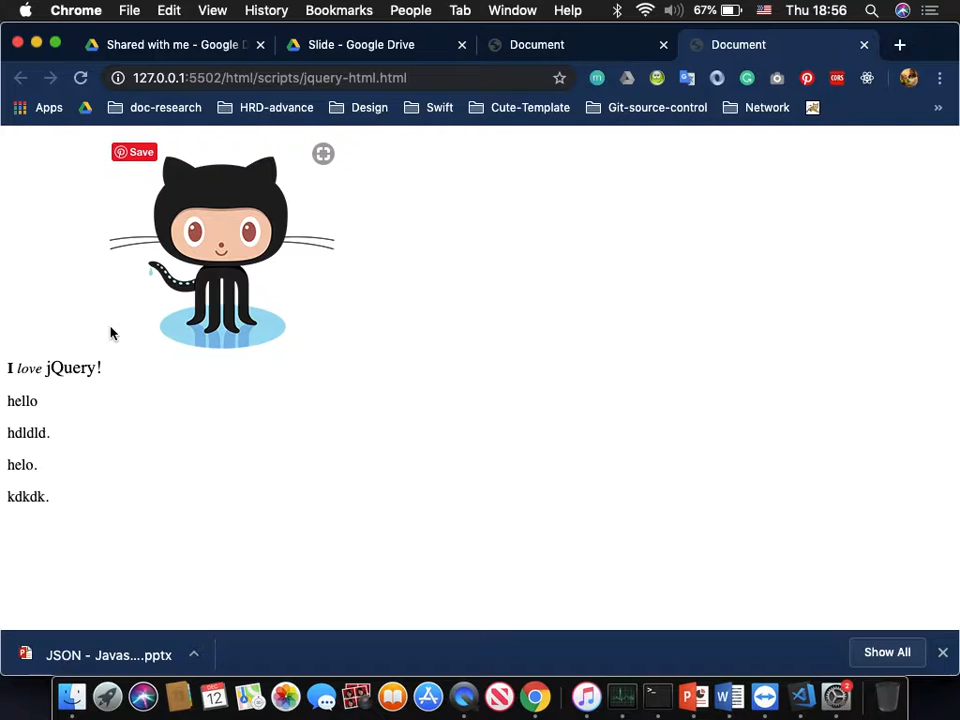 Chrome File Edit View History Bookmarks People Tab Window Help 67% Thu 18:56
Shared with me - Google D Slide - Google Drive Document Document
127.0.0.1:5502/html/scripts/jquery-html.html
Apps doc-research HRD-advance Design Swift Cute-Template Git-source-control Network »
Save
I love jQuery!
hello
hdldld.
helo.
kdkdk.
JSON - Javas....pptx Show All